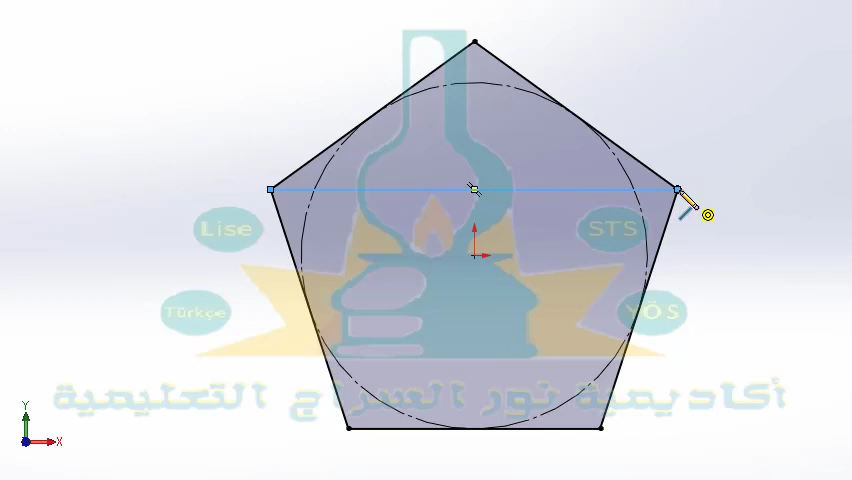 Lise
STS
Türkçe
YÖS
أكاديمية نور السراج التعليمية
Y
X